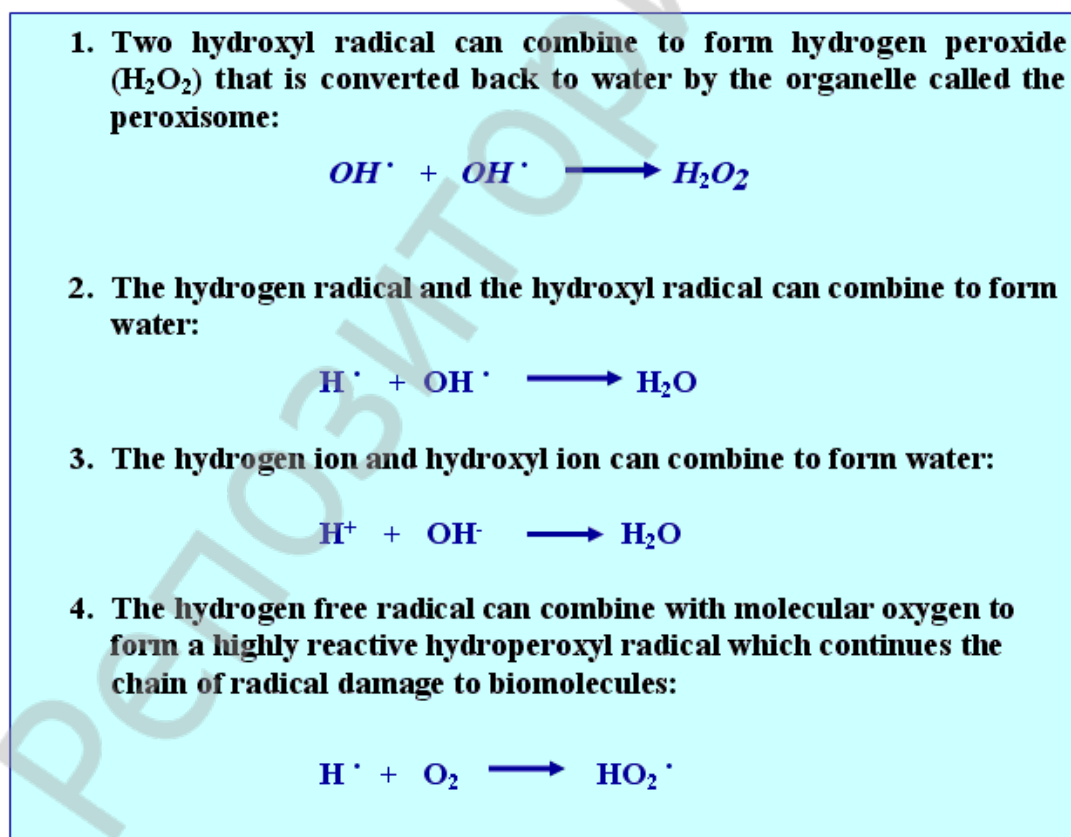 1. Two hydroxyl radical can combine to form hydrogen peroxide
(H₂O₂) that is converted back to water by the organelle called the
peroxisome:
OH˙ + OH˙ ⟶ H₂O₂
2. The hydrogen radical and the hydroxyl radical can combine to form
water:
H˙ + OH˙ ⟶ H₂O
3. The hydrogen ion and hydroxyl ion can combine to form water:
H⁺ + OH⁻ ⟶ H₂O
4. The hydrogen free radical can combine with molecular oxygen to
form a highly reactive hydroperoxyl radical which continues the
chain of radical damage to biomolecules:
H˙ + O₂ ⟶ HO₂˙
Репозитори